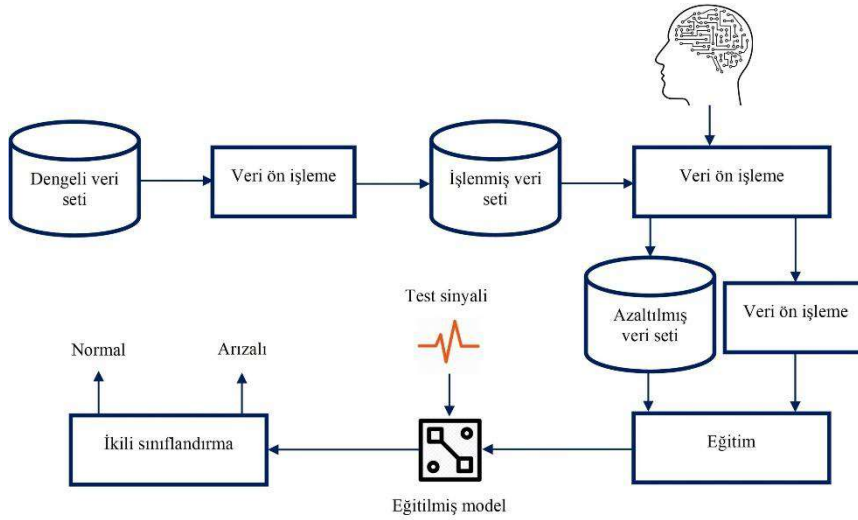 Dengeli veri
seti
Veri ön işleme
İşlenmiş veri
seti
Veri ön işleme
Azaltılmış
veri seti
Veri ön işleme
Test sinyali
Normal
Arızalı
İkili sınıflandırma
Eğitilmiş model
Eğitim